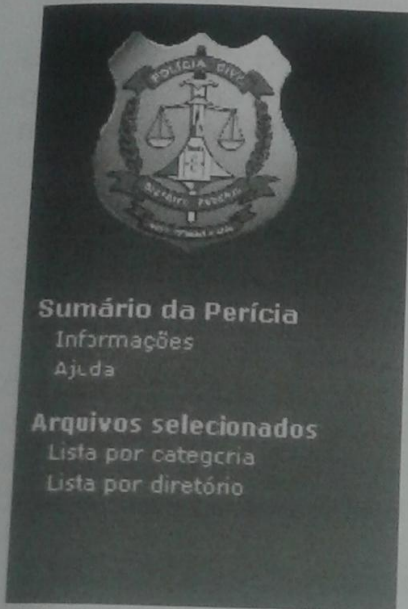 POLÍCIA CIVIL
DISTRITO FEDERAL
Sumário da Perícia
Informações
Ajuda
Arquivos selecionados
Lista por categoria
Lista por diretório